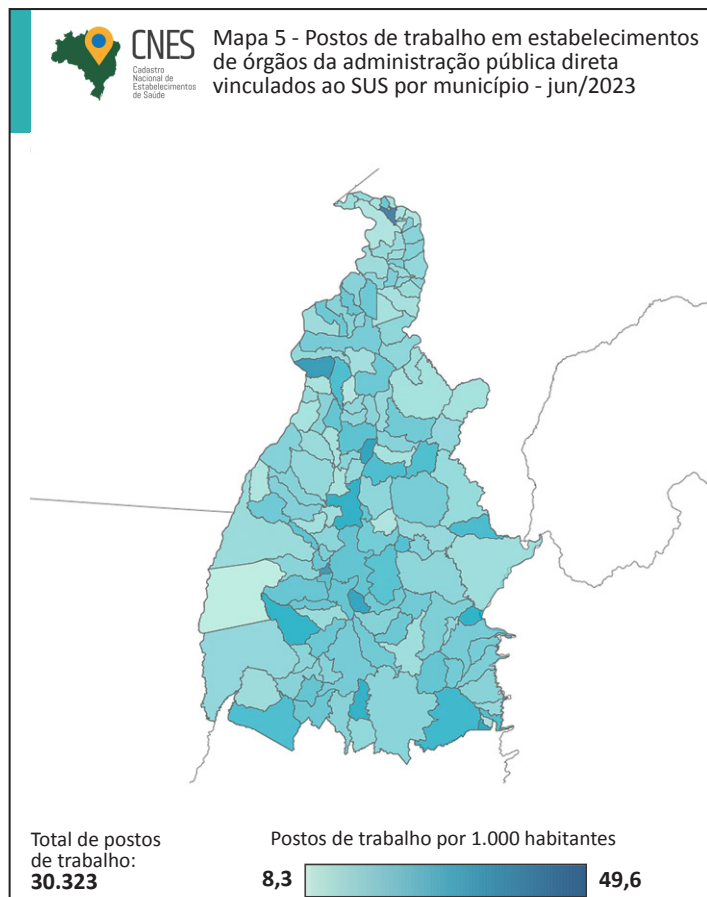 CNES
Cadastro
Nacional de
Estabelecimentos
de Saúde
Mapa 5 - Postos de trabalho em estabelecimentos
de órgãos da administração pública direta
vinculados ao SUS por município - jun/2023
Total de postos
de trabalho:
30.323
Postos de trabalho por 1.000 habitantes
8,3
49,6